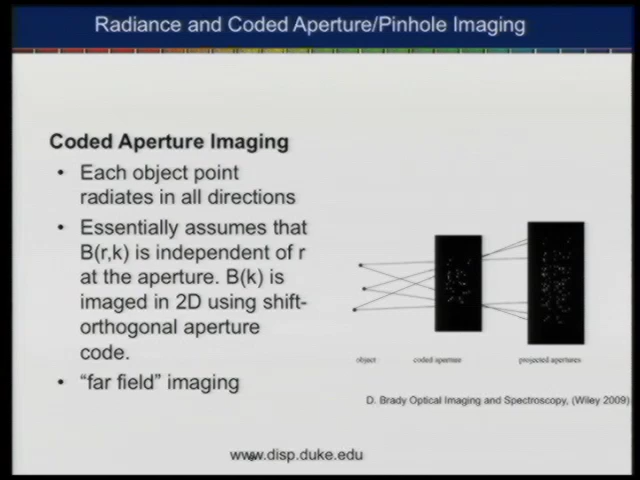 Radiance and Coded Aperture/Pinhole Imaging
Coded Aperture Imaging
• Each object point
radiates in all directions
• Essentially assumes that
B(r,k) is independent of r
at the aperture. B(k) is
imaged in 2D using shift-
orthogonal aperture
code.
• “far field” imaging
object
coded aperture
projected apertures
D. Brady Optical Imaging and Spectroscopy, (Wiley 2009)
www.disp.duke.edu